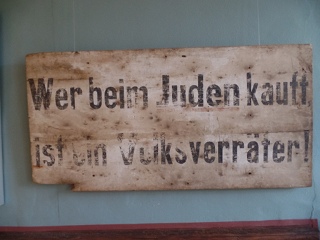 Wer beim Juden kauft
ist ein Volksverräter!